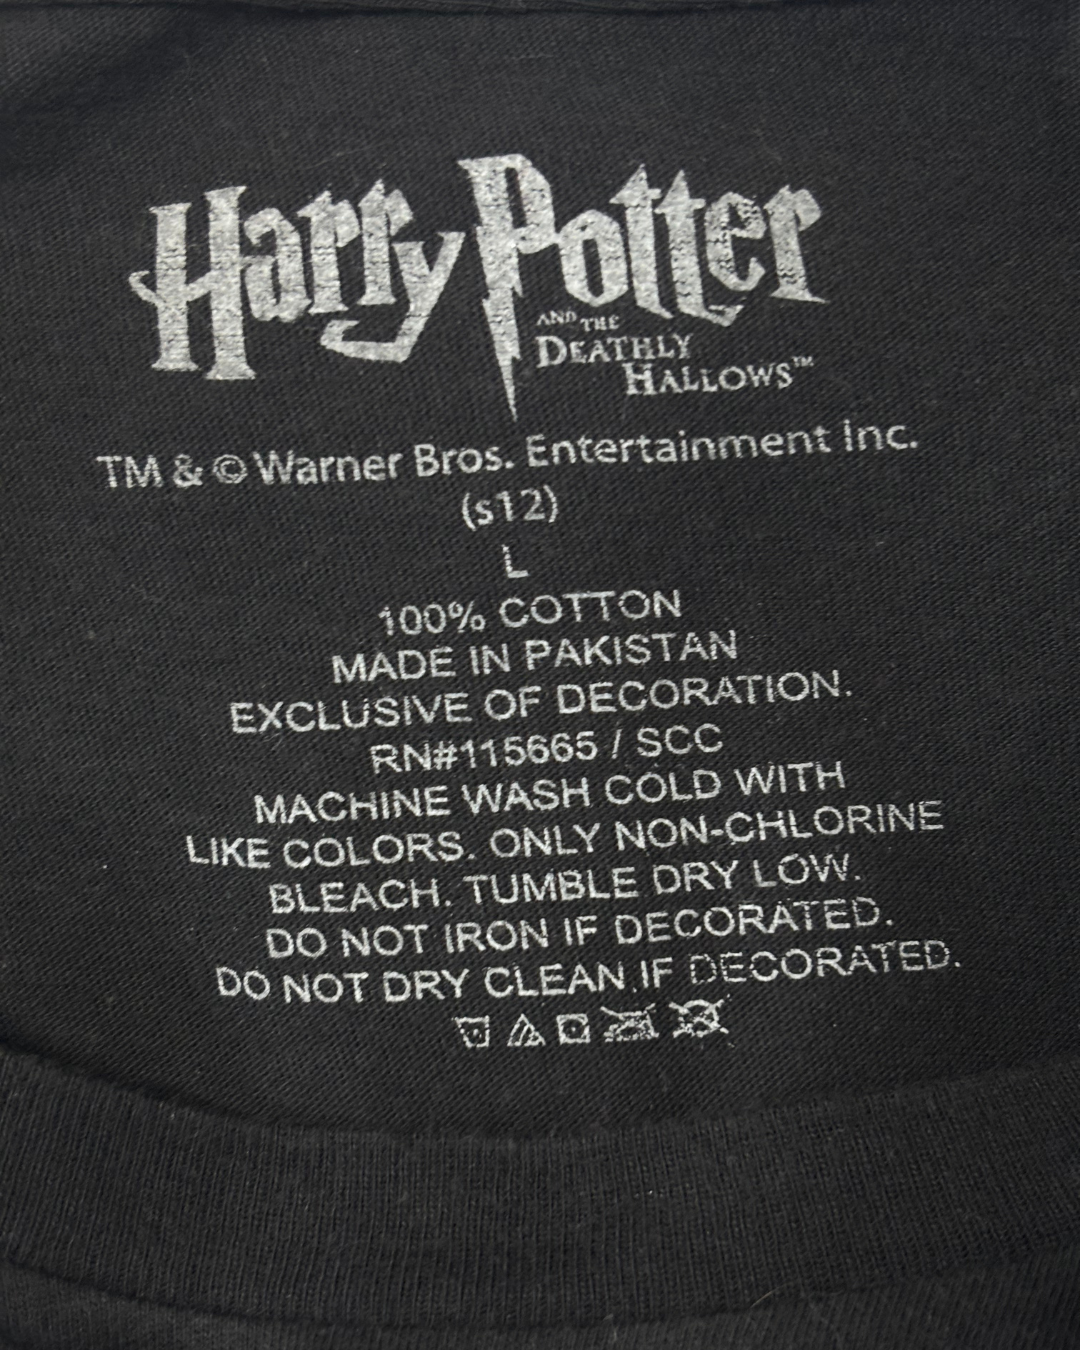 Harry Potter
AND THE
DEATHLY
HALLOWS™
TM & © Warner Bros. Entertainment Inc.
(s12)
L
100% COTTON
MADE IN PAKISTAN
EXCLUSIVE OF DECORATION.
RN#115665 / SCC
MACHINE WASH COLD WITH
LIKE COLORS. ONLY NON-CHLORINE
BLEACH. TUMBLE DRY LOW.
DO NOT IRON IF DECORATED.
DO NOT DRY CLEAN IF DECORATED.